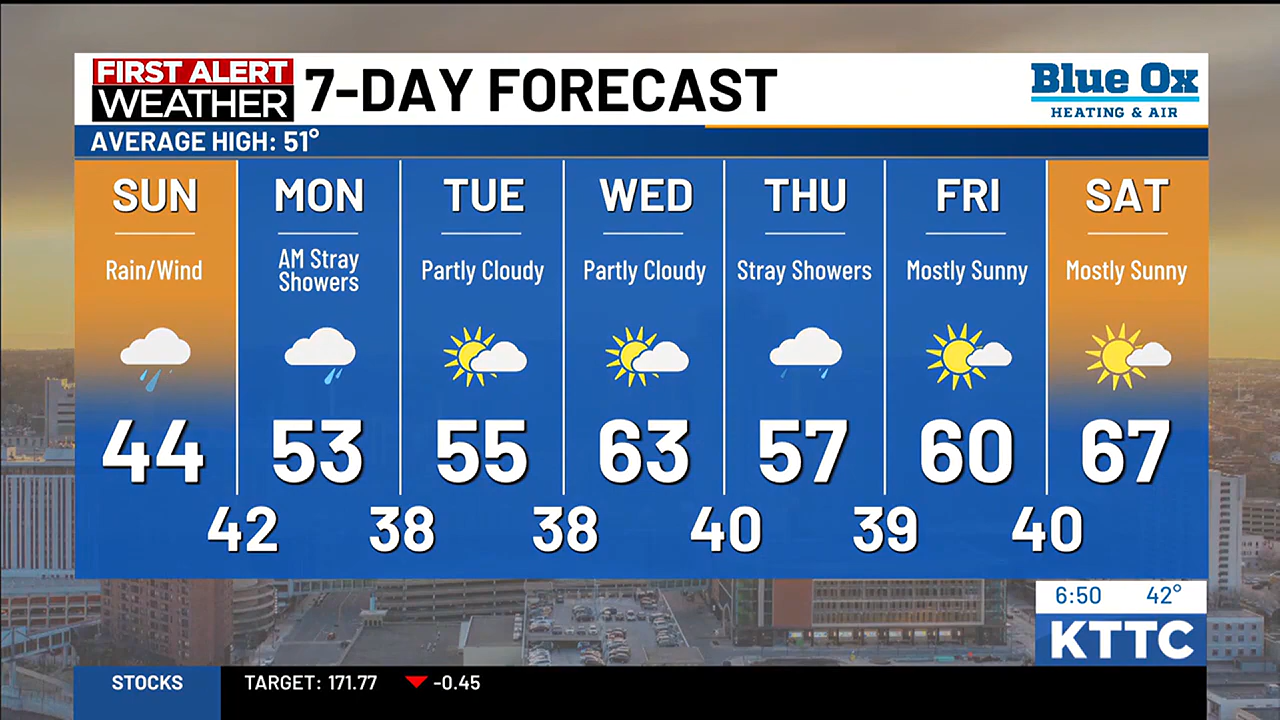 FIRST ALERT
WEATHER
7-DAY FORECAST
Blue Ox
HEATING & AIR
AVERAGE HIGH: 51°
SUN MON TUE WED THU FRI SAT
Rain/Wind AM Stray Showers Partly Cloudy Partly Cloudy Stray Showers Mostly Sunny Mostly Sunny
44 53 55 63 57 60 67
42 38 38 40 39 40
6:50 42°
KTTC
STOCKS TARGET: 171.77 -0.45